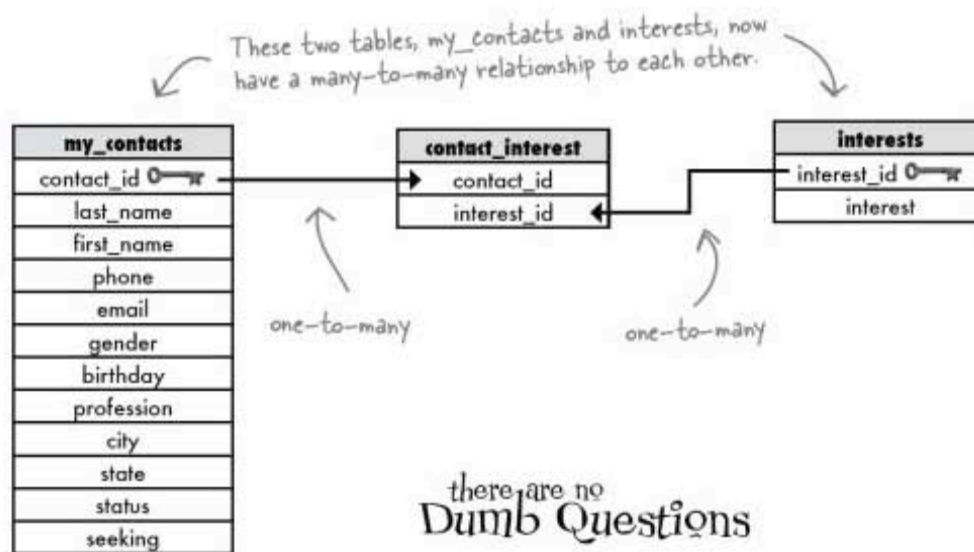 These two tables, my_contacts and interests, now
have a many-to-many relationship to each other.
my_contacts
contact_id
last_name
first_name
phone
email
gender
birthday
profession
city
state
status
seeking
one-to-many
contact_interest
contact_id
interest_id
one-to-many
interests
interest_id
interest
there are no
Dumb Questions